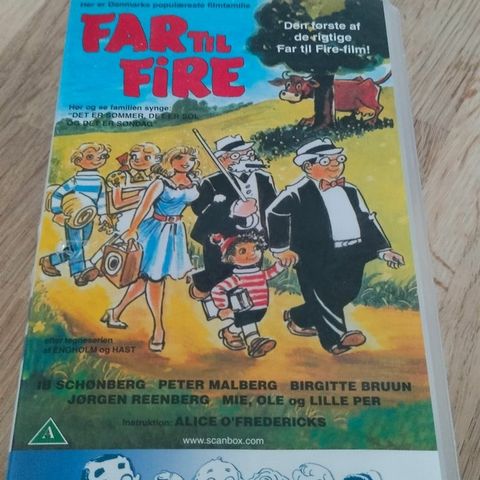 Her er Danmarks populæreste filmfamilie
FAR TIL
FIRE
Den første af
de rigtige
Far til Fire-film!
Hør og se familien synge:
"DET ER SOMMER, DET ER SOL
OG DET ER SØNDAG"
efter tegneserien
af ENGHOLM og HAST
IB SCHØNBERG PETER MALBERG BIRGITTE BRUUN
JØRGEN REENBERG MIE, OLE og LILLE PER
Instruktion: ALICE O'FREDERICKS
A
www.scanbox.com